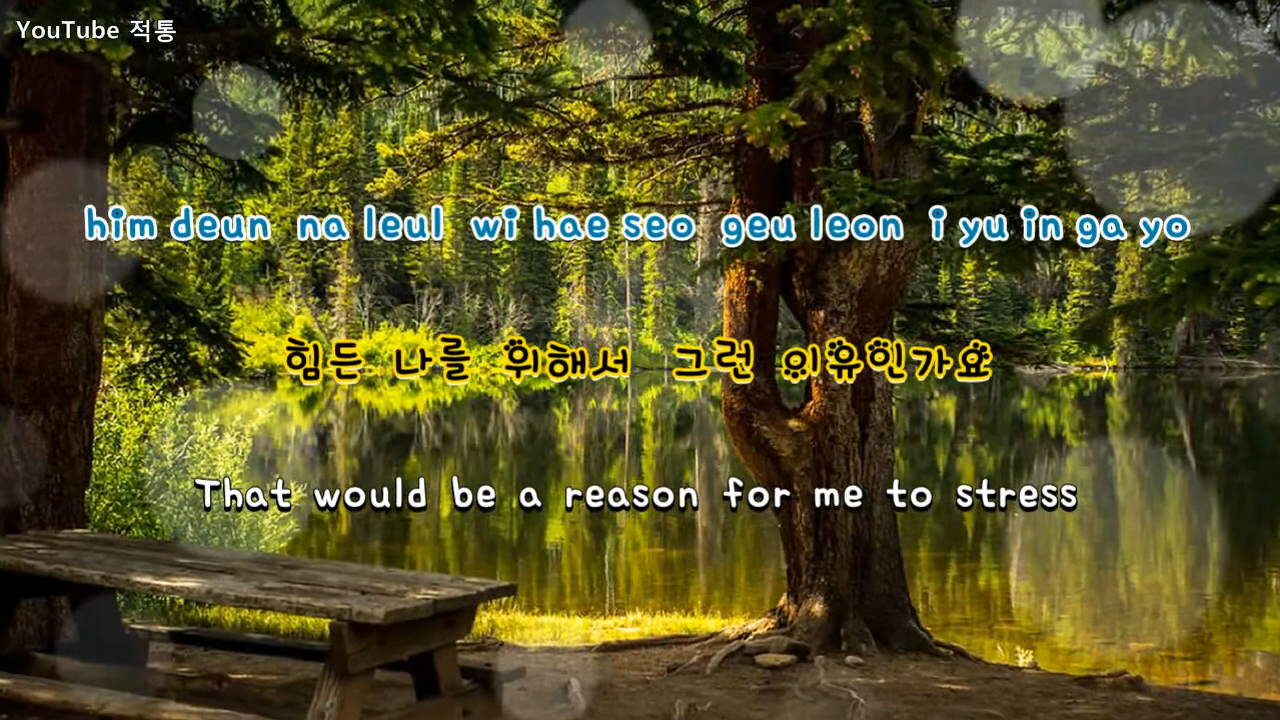 YouTube 적통
him deun na leul wi hae seo geu leon i yu in ga yo
힘든 나를 위해서 그런 이유인가요
That would be a reason for me to stress